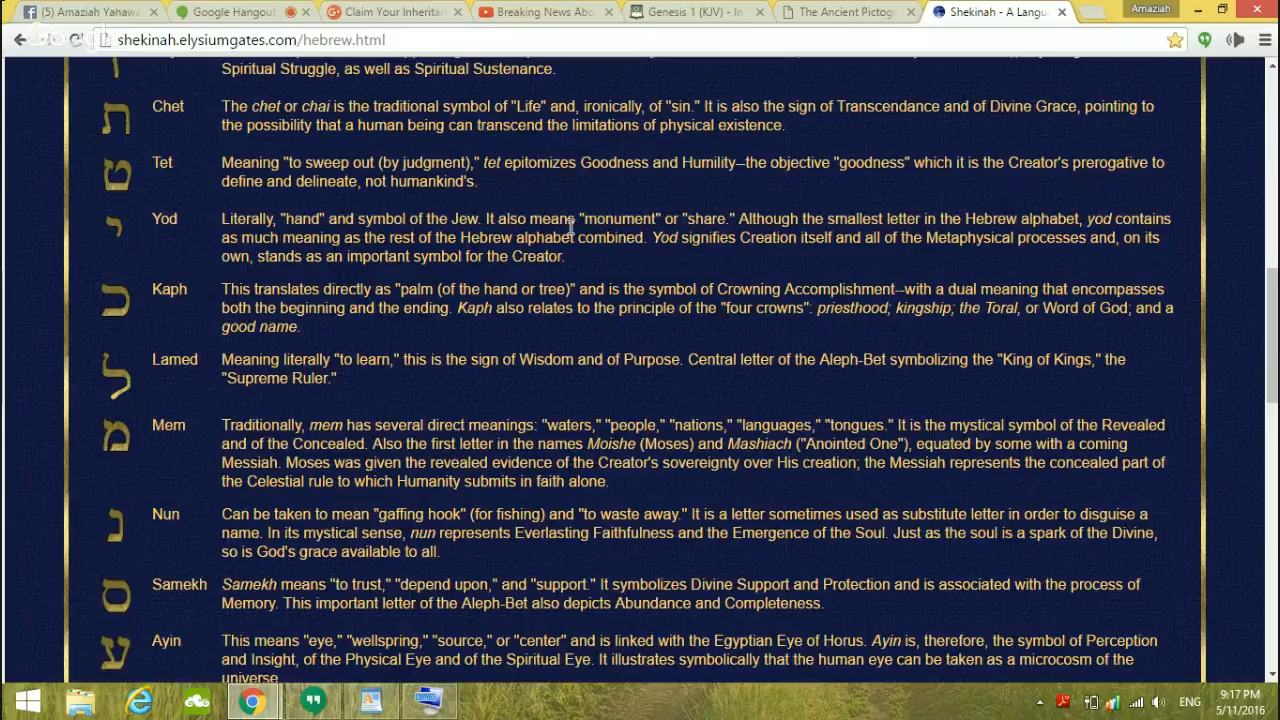 (5) Amaziah Yahawa
Google Hangout
Claim Your Inheritan
Breaking News Abo
Genesis 1 (KJV) - In
The Ancient Pictog
Shekinah - A Langu
Amaziah
shekinah.elysiumgates.com/hebrew.html
Spiritual Struggle, as well as Spiritual Sustenance.
ת Chet The chet or chai is the traditional symbol of "Life" and, ironically, of "sin." It is also the sign of Transcendance and of Divine Grace, pointing to
the possibility that a human being can transcend the limitations of physical existence.
ט Tet Meaning "to sweep out (by judgment)," tet epitomizes Goodness and Humility--the objective "goodness" which it is the Creator's prerogative to
define and delineate, not humankind's.
י Yod Literally, "hand" and symbol of the Jew. It also means "monument" or "share." Although the smallest letter in the Hebrew alphabet, yod contains
as much meaning as the rest of the Hebrew alphabet combined. Yod signifies Creation itself and all of the Metaphysical processes and, on its
own, stands as an important symbol for the Creator.
כ Kaph This translates directly as "palm (of the hand or tree)" and is the symbol of Crowning Accomplishment--with a dual meaning that encompasses
both the beginning and the ending. Kaph also relates to the principle of the "four crowns": priesthood; kingship; the Toral, or Word of God; and a
good name.
ל Lamed Meaning literally "to learn," this is the sign of Wisdom and of Purpose. Central letter of the Aleph-Bet symbolizing the "King of Kings," the
"Supreme Ruler."
מ Mem Traditionally, mem has several direct meanings: "waters," "people," "nations," "languages," "tongues." It is the mystical symbol of the Revealed
and of the Concealed. Also the first letter in the names Moishe (Moses) and Mashiach ("Anointed One"), equated by some with a coming
Messiah. Moses was given the revealed evidence of the Creator's sovereignty over His creation; the Messiah represents the concealed part of
the Celestial rule to which Humanity submits in faith alone.
נ Nun Can be taken to mean "gaffing hook" (for fishing) and "to waste away." It is a letter sometimes used as substitute letter in order to disguise a
name. In its mystical sense, nun represents Everlasting Faithfulness and the Emergence of the Soul. Just as the soul is a spark of the Divine,
so is God's grace available to all.
ס Samekh Samekh means "to trust," "depend upon," and "support." It symbolizes Divine Support and Protection and is associated with the process of
Memory. This important letter of the Aleph-Bet also depicts Abundance and Completeness.
ע Ayin This means "eye," "wellspring," "source," or "center" and is linked with the Egyptian Eye of Horus. Ayin is, therefore, the symbol of Perception
and Insight, of the Physical Eye and of the Spiritual Eye. It illustrates symbolically that the human eye can be taken as a microcosm of the
universe
ENG
9:17 PM
5/11/2016